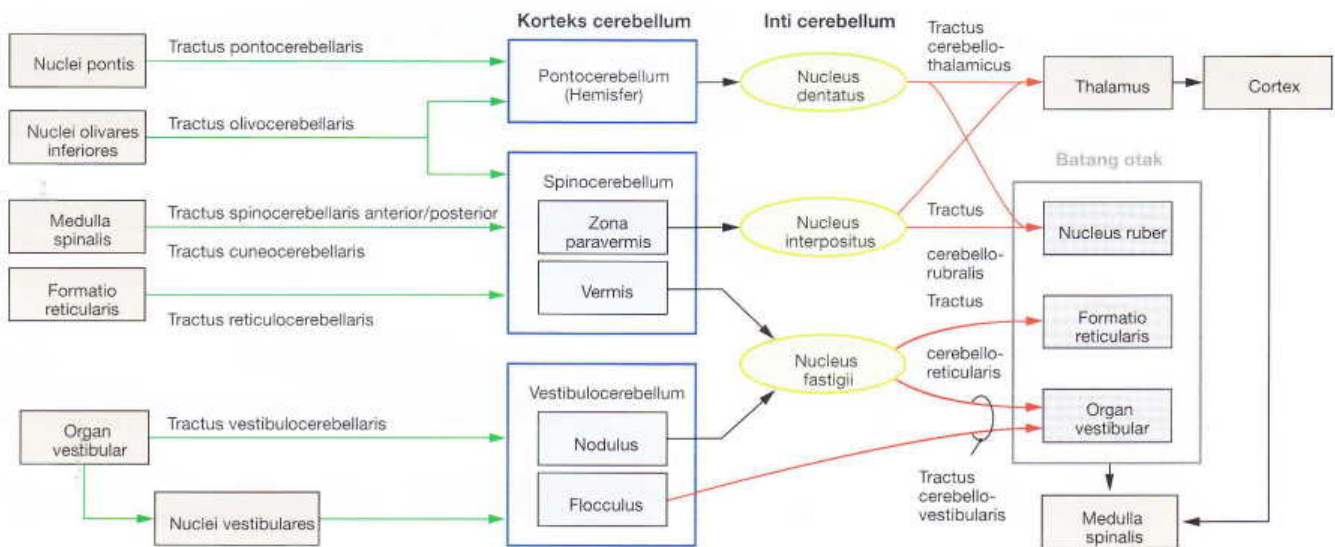 Korteks cerebellum
Inti cerebellum
Nuclei pontis
Tractus pontocerebellaris
Pontocerebellum
(Hemisfer)
Nucleus
dentatus
Tractus
cerebello-
thalamicus
Thalamus
Cortex
Nuclei olivares
inferiores
Tractus olivocerebellaris
Batang otak
Medulla
spinalis
Tractus spinocerebellaris anterior/posterior
Tractus cuneocerebellaris
Spinocerebellum
Zona
paravermis
Nucleus
interpositus
Tractus
cerebello-
rubralis
Nucleus ruber
Formatio
reticularis
Tractus reticulocerebellaris
Vermis
Nucleus
fastigii
Tractus
cerebello-
reticularis
Formatio
reticularis
Organ
vestibular
Tractus vestibulocerebellaris
Vestibulocerebellum
Nodulus
Flocculus
Organ
vestibular
Tractus
cerebello-
vestibularis
Nuclei vestibulares
Medulla
spinalis